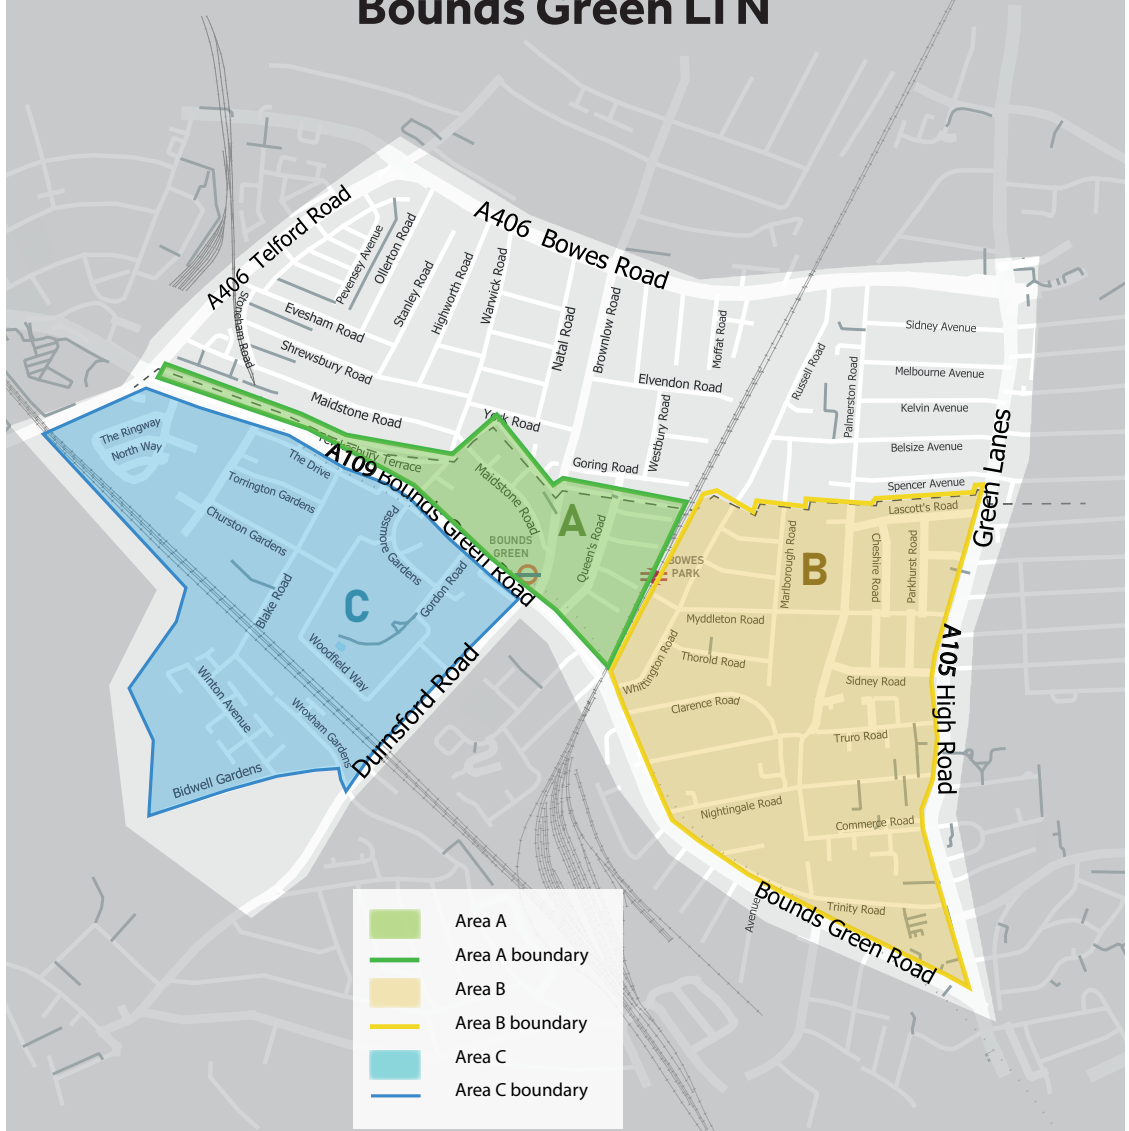 Bounds Green LTN
A406 Telford Road
A406 Bowes Road
Pevensey Avenue
Ollerton Road
Stanley Road
Highworth Road
Warwick Road
Natal Road
Brownlow Road
Moffat Road
Stoneham Road
Evesham Road
Shrewsbury Road
Maidstone Road
York Road
Elvendon Road
Westbury Road
Goring Road
Russell Road
Palmerston Road
Sidney Avenue
Melbourne Avenue
Kelvin Avenue
Belsize Avenue
Spencer Avenue
Lascott's Road
Green Lanes
The Ringway
North Way
The Drive
Torrington Gardens
Churston Gardens
Blake Road
Passmore Gardens
Gordon Road
Woodfield Way
Winton Avenue
Wroxham Gardens
Bidwell Gardens
C
Durnsford Road
Terrace
A109 Bounds Green Road
Maidstone Road
A
Queen's Road
BOUNDS
GREEN
BOWES
PARK
B
Marlborough Road
Cheshire Road
Parkhurst Road
Myddleton Road
Thorold Road
Whittington Road
Clarence Road
Sidney Road
Truro Road
A105 High Road
Nightingale Road
Commerce Road
Trinity Road
Avenue
Bounds Green Road
Area A
Area A boundary
Area B
Area B boundary
Area C
Area C boundary